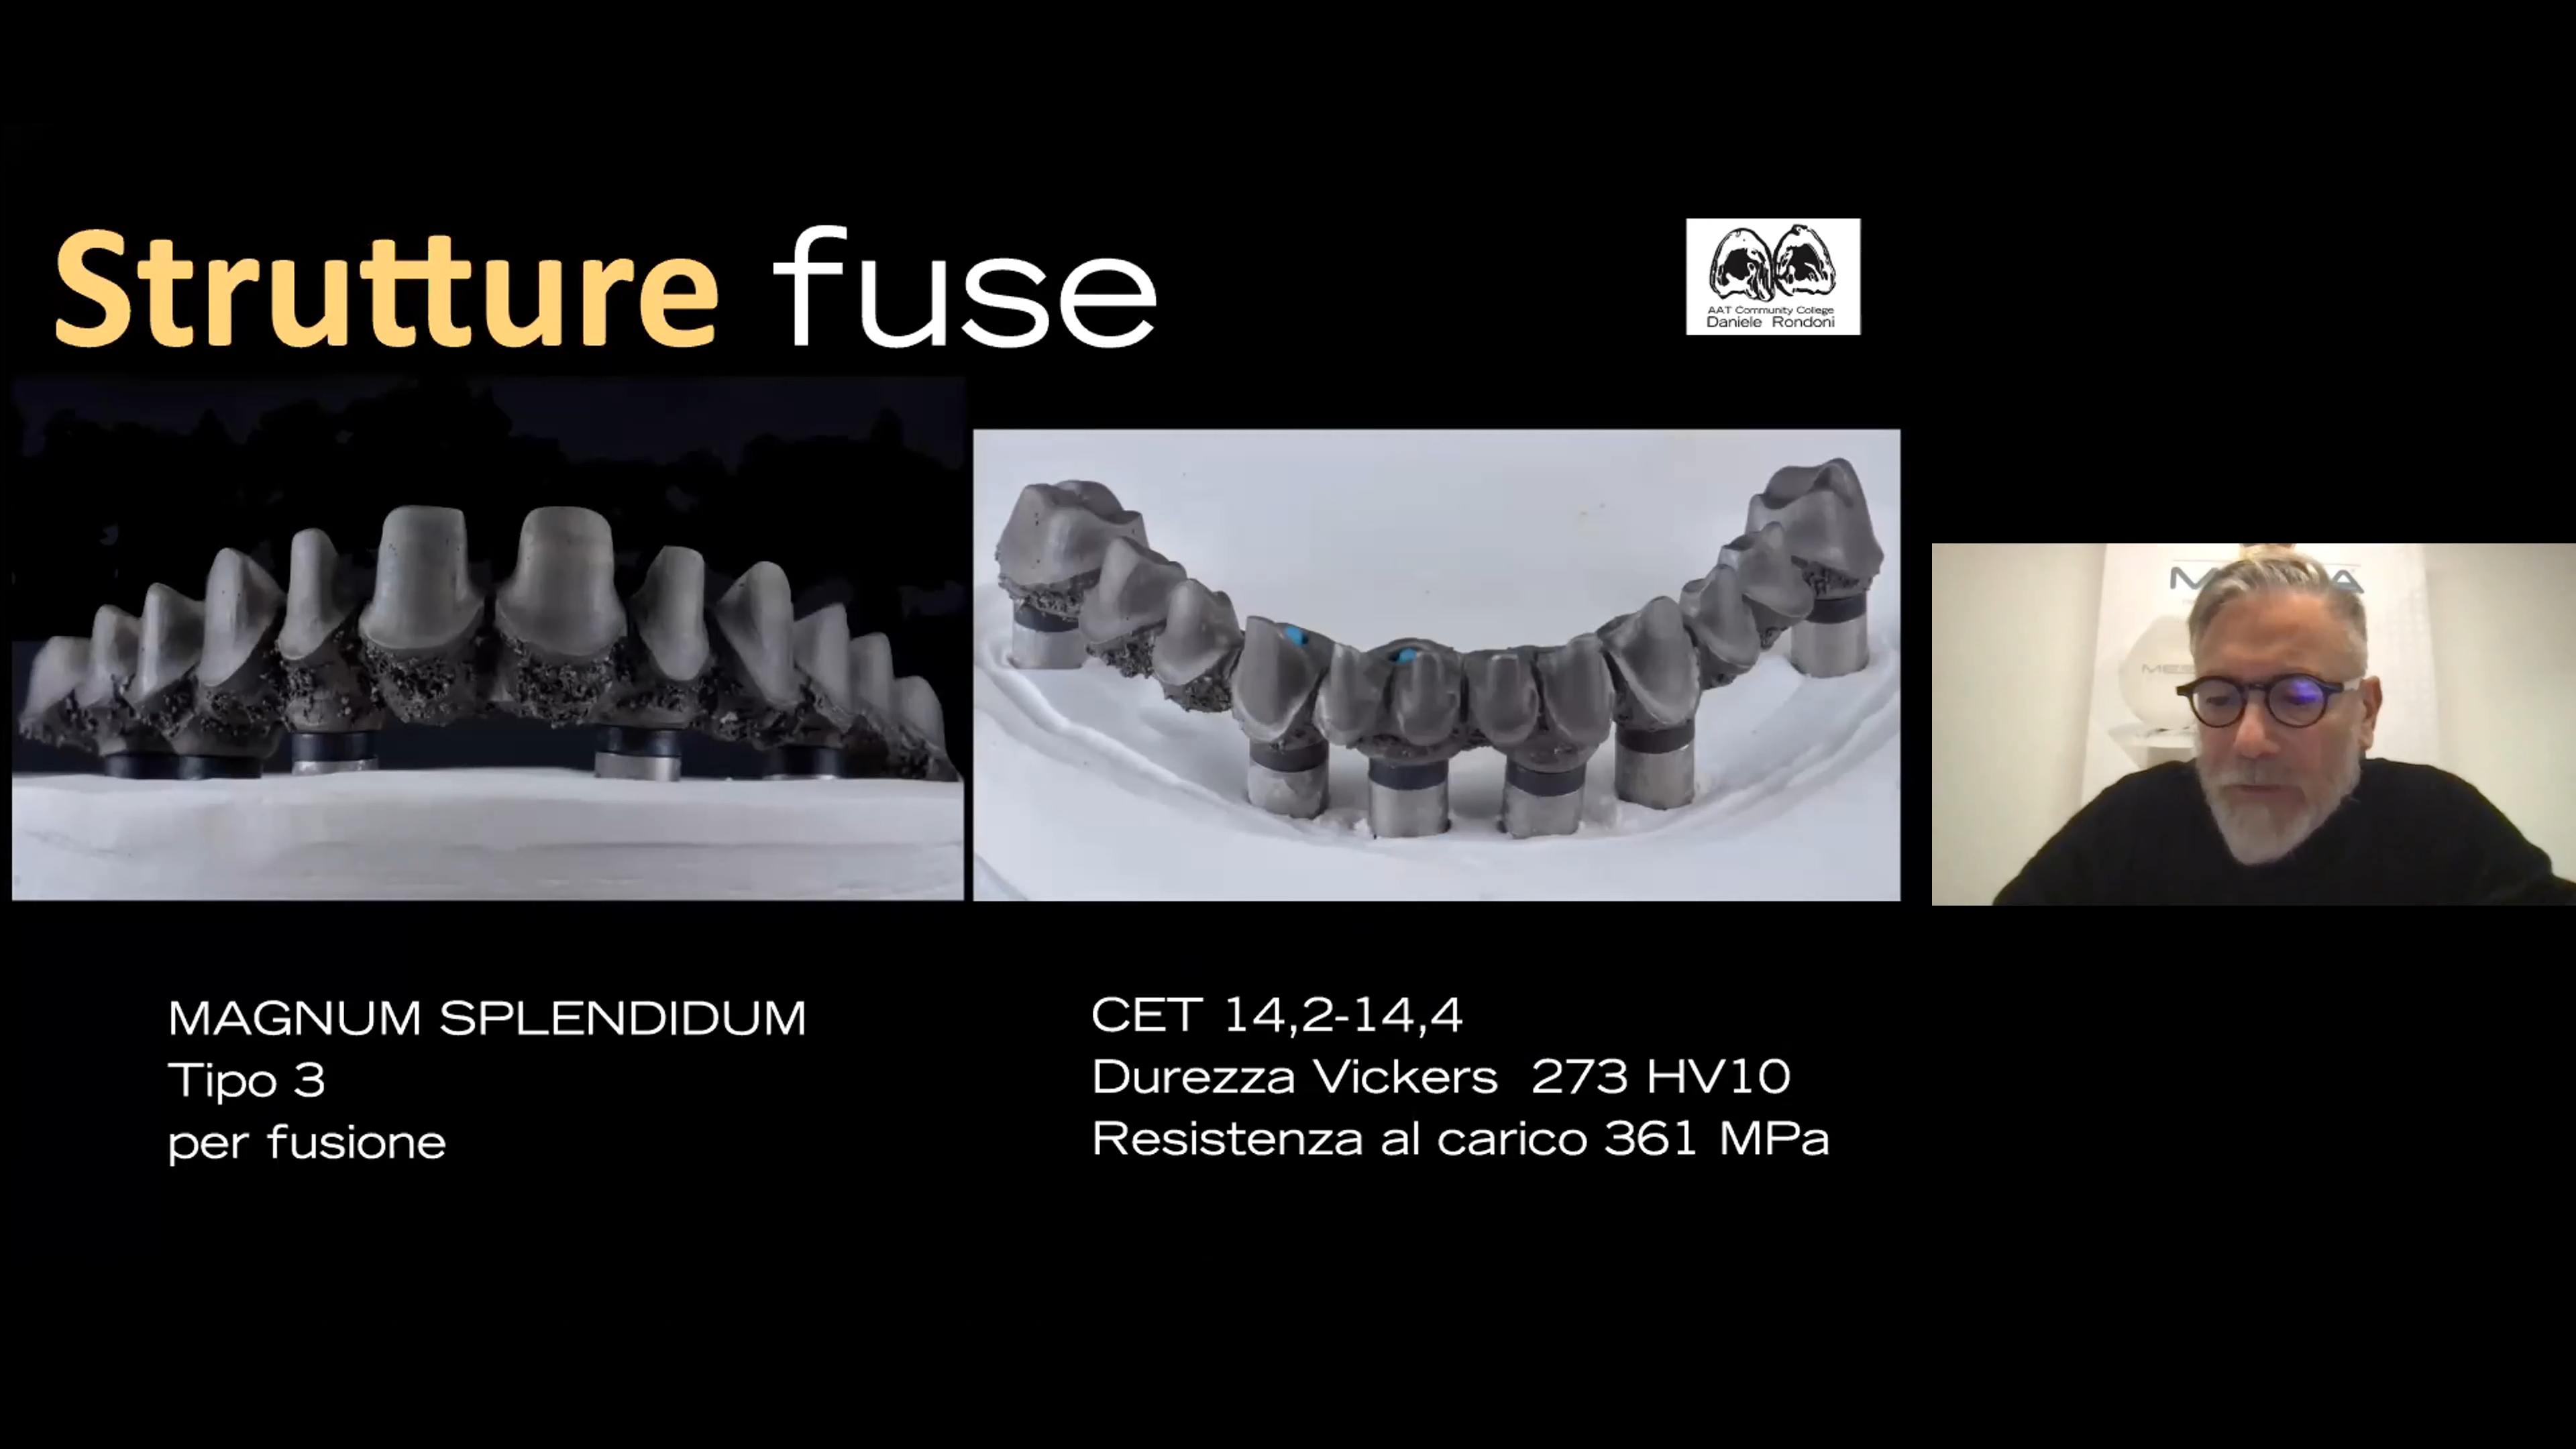 Strutture fuse
AAT Community College
Daniele Rondoni
MAGNUM SPLENDIDUM
Tipo 3
per fusione
CET 14,2-14,4
Durezza Vickers 273 HV10
Resistenza al carico 361 MPa